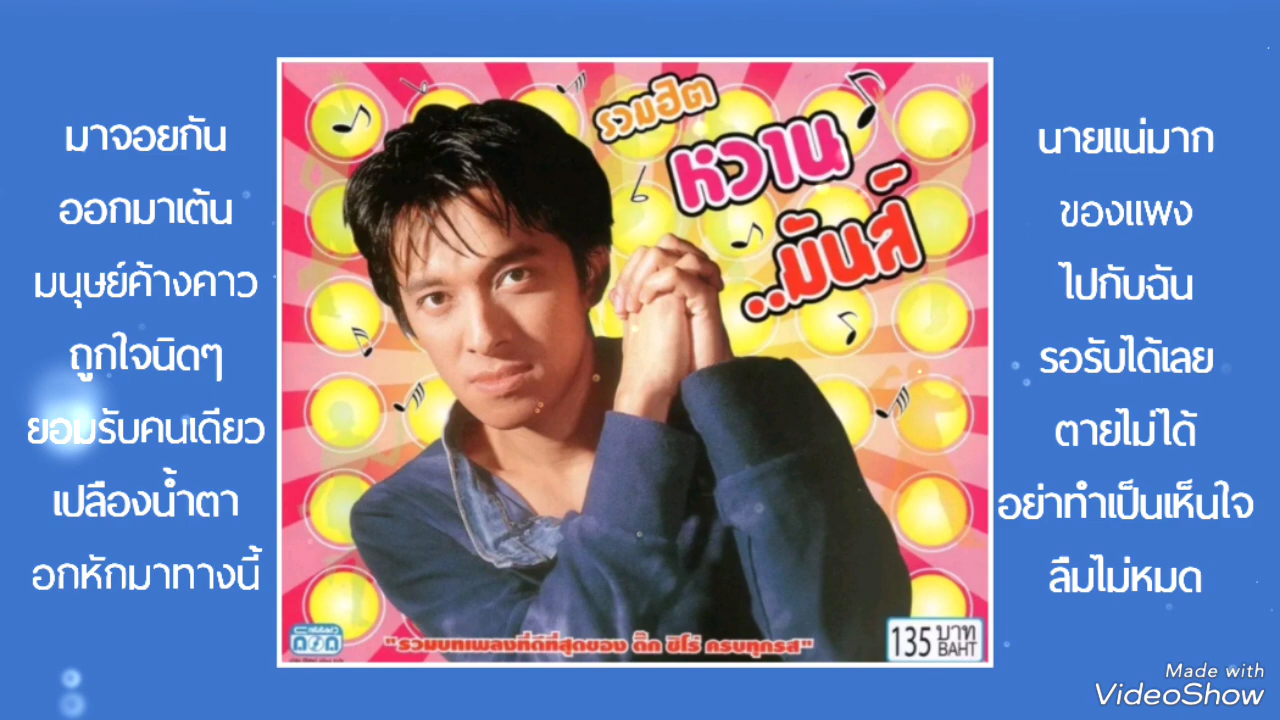 มาจอยกัน
ออกมาเต้น
มนุษย์ค้างคาว
ถูกใจนิดๆ
ยอมรับคนเดียว
เปลืองน้ำตา
อกหักมาทางนี้
รวมฮิต
หวาน
..มันส์
"รวมบทเพลงที่ดีที่สุดของ ติ๊ก ชิโร่ ครบทุกรส"
135 บาท
BAHT
นายแน่มาก
ของแพง
ไปกับฉัน
รอรับได้เลย
ตายไม่ได้
อย่าทำเป็นเห็นใจ
ลืมไม่หมด
Made with
VideoShow